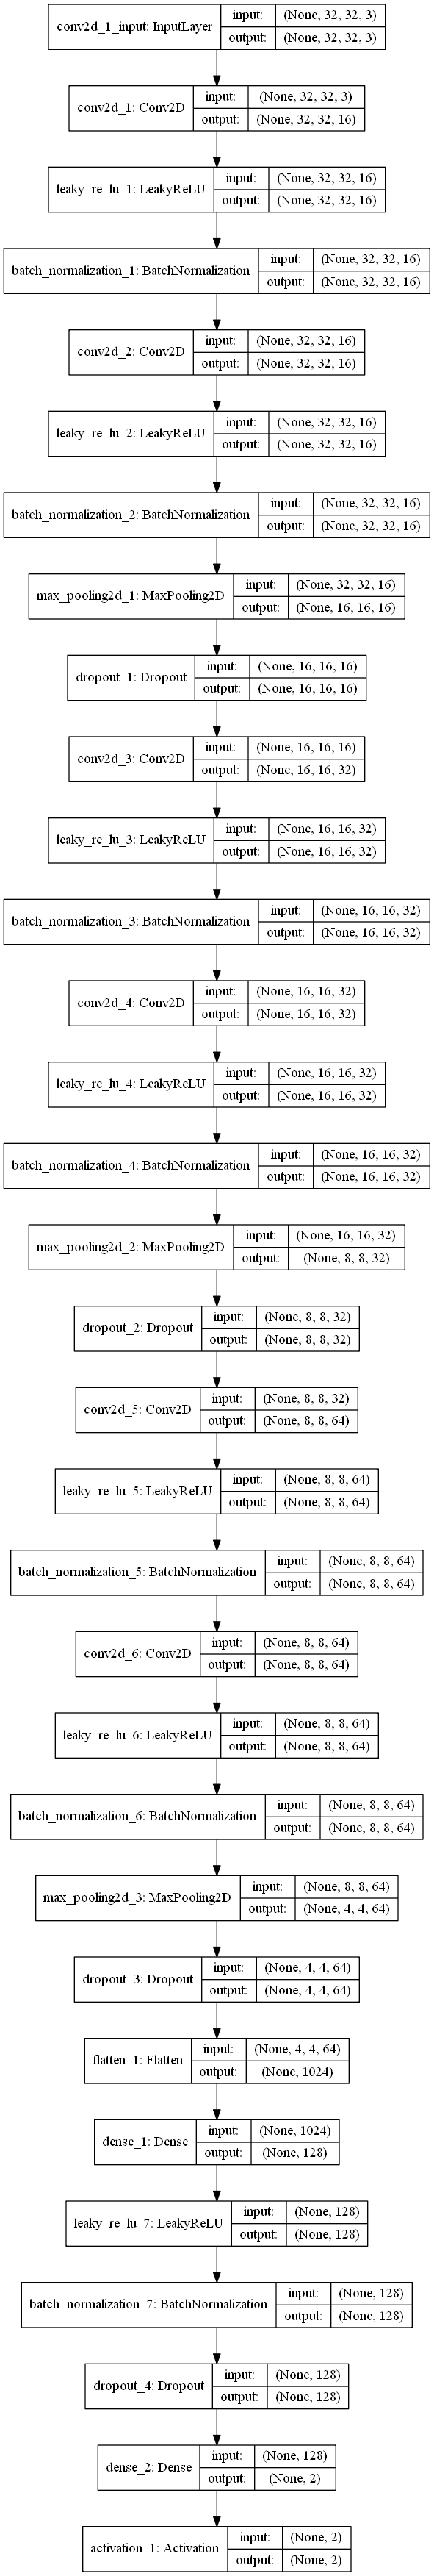 conv2d_1_input: InputLayer
input:
(None, 32, 32, 3)
output:
(None, 32, 32, 3)
conv2d_1: Conv2D
input:
(None, 32, 32, 3)
output:
(None, 32, 32, 16)
leaky_re_lu_1: LeakyReLU
input:
(None, 32, 32, 16)
output:
(None, 32, 32, 16)
batch_normalization_1: BatchNormalization
input:
(None, 32, 32, 16)
output:
(None, 32, 32, 16)
conv2d_2: Conv2D
input:
(None, 32, 32, 16)
output:
(None, 32, 32, 16)
leaky_re_lu_2: LeakyReLU
input:
(None, 32, 32, 16)
output:
(None, 32, 32, 16)
batch_normalization_2: BatchNormalization
input:
(None, 32, 32, 16)
output:
(None, 32, 32, 16)
max_pooling2d_1: MaxPooling2D
input:
(None, 32, 32, 16)
output:
(None, 16, 16, 16)
dropout_1: Dropout
input:
(None, 16, 16, 16)
output:
(None, 16, 16, 16)
conv2d_3: Conv2D
input:
(None, 16, 16, 16)
output:
(None, 16, 16, 32)
leaky_re_lu_3: LeakyReLU
input:
(None, 16, 16, 32)
output:
(None, 16, 16, 32)
batch_normalization_3: BatchNormalization
input:
(None, 16, 16, 32)
output:
(None, 16, 16, 32)
conv2d_4: Conv2D
input:
(None, 16, 16, 32)
output:
(None, 16, 16, 32)
leaky_re_lu_4: LeakyReLU
input:
(None, 16, 16, 32)
output:
(None, 16, 16, 32)
batch_normalization_4: BatchNormalization
input:
(None, 16, 16, 32)
output:
(None, 16, 16, 32)
max_pooling2d_2: MaxPooling2D
input:
(None, 16, 16, 32)
output:
(None, 8, 8, 32)
dropout_2: Dropout
input:
(None, 8, 8, 32)
output:
(None, 8, 8, 32)
conv2d_5: Conv2D
input:
(None, 8, 8, 32)
output:
(None, 8, 8, 64)
leaky_re_lu_5: LeakyReLU
input:
(None, 8, 8, 64)
output:
(None, 8, 8, 64)
batch_normalization_5: BatchNormalization
input:
(None, 8, 8, 64)
output:
(None, 8, 8, 64)
conv2d_6: Conv2D
input:
(None, 8, 8, 64)
output:
(None, 8, 8, 64)
leaky_re_lu_6: LeakyReLU
input:
(None, 8, 8, 64)
output:
(None, 8, 8, 64)
batch_normalization_6: BatchNormalization
input:
(None, 8, 8, 64)
output:
(None, 8, 8, 64)
max_pooling2d_3: MaxPooling2D
input:
(None, 8, 8, 64)
output:
(None, 4, 4, 64)
dropout_3: Dropout
input:
(None, 4, 4, 64)
output:
(None, 4, 4, 64)
flatten_1: Flatten
input:
(None, 4, 4, 64)
output:
(None, 1024)
dense_1: Dense
input:
(None, 1024)
output:
(None, 128)
leaky_re_lu_7: LeakyReLU
input:
(None, 128)
output:
(None, 128)
batch_normalization_7: BatchNormalization
input:
(None, 128)
output:
(None, 128)
dropout_4: Dropout
input:
(None, 128)
output:
(None, 128)
dense_2: Dense
input:
(None, 128)
output:
(None, 2)
activation_1: Activation
input:
(None, 2)
output:
(None, 2)